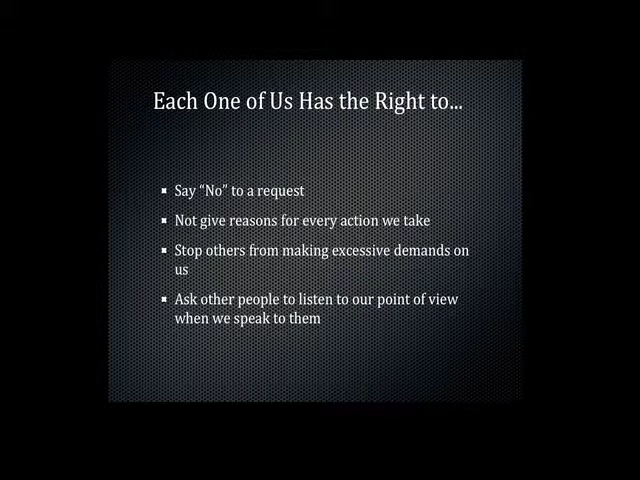 Each One of Us Has the Right to...
▪ Say “No” to a request
▪ Not give reasons for every action we take
▪ Stop others from making excessive demands on
us
▪ Ask other people to listen to our point of view
when we speak to them